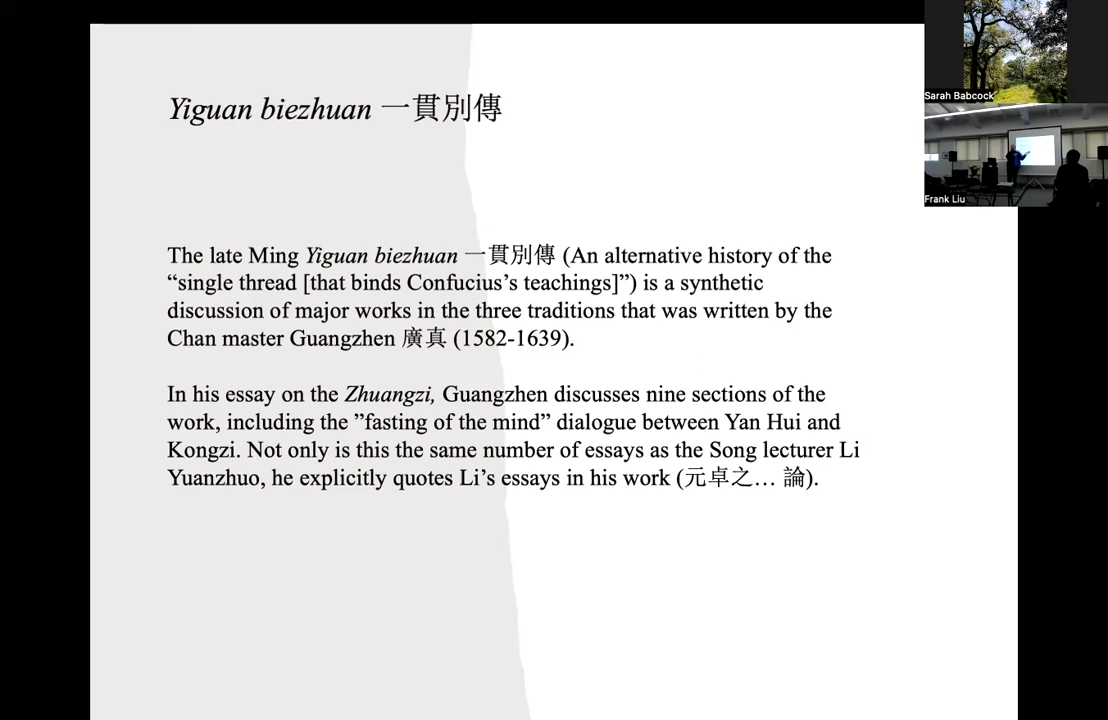 Yiguan biezhuan 一貫別傳
Sarah Babcock
Frank Liu
The late Ming Yiguan biezhuan 一貫別傳 (An alternative history of the
“single thread [that binds Confucius’s teachings]”) is a synthetic
discussion of major works in the three traditions that was written by the
Chan master Guangzhen 廣真 (1582-1639).
In his essay on the Zhuangzi, Guangzhen discusses nine sections of the
work, including the ”fasting of the mind” dialogue between Yan Hui and
Kongzi. Not only is this the same number of essays as the Song lecturer Li
Yuanzhuo, he explicitly quotes Li’s essays in his work (元卓之… 論).